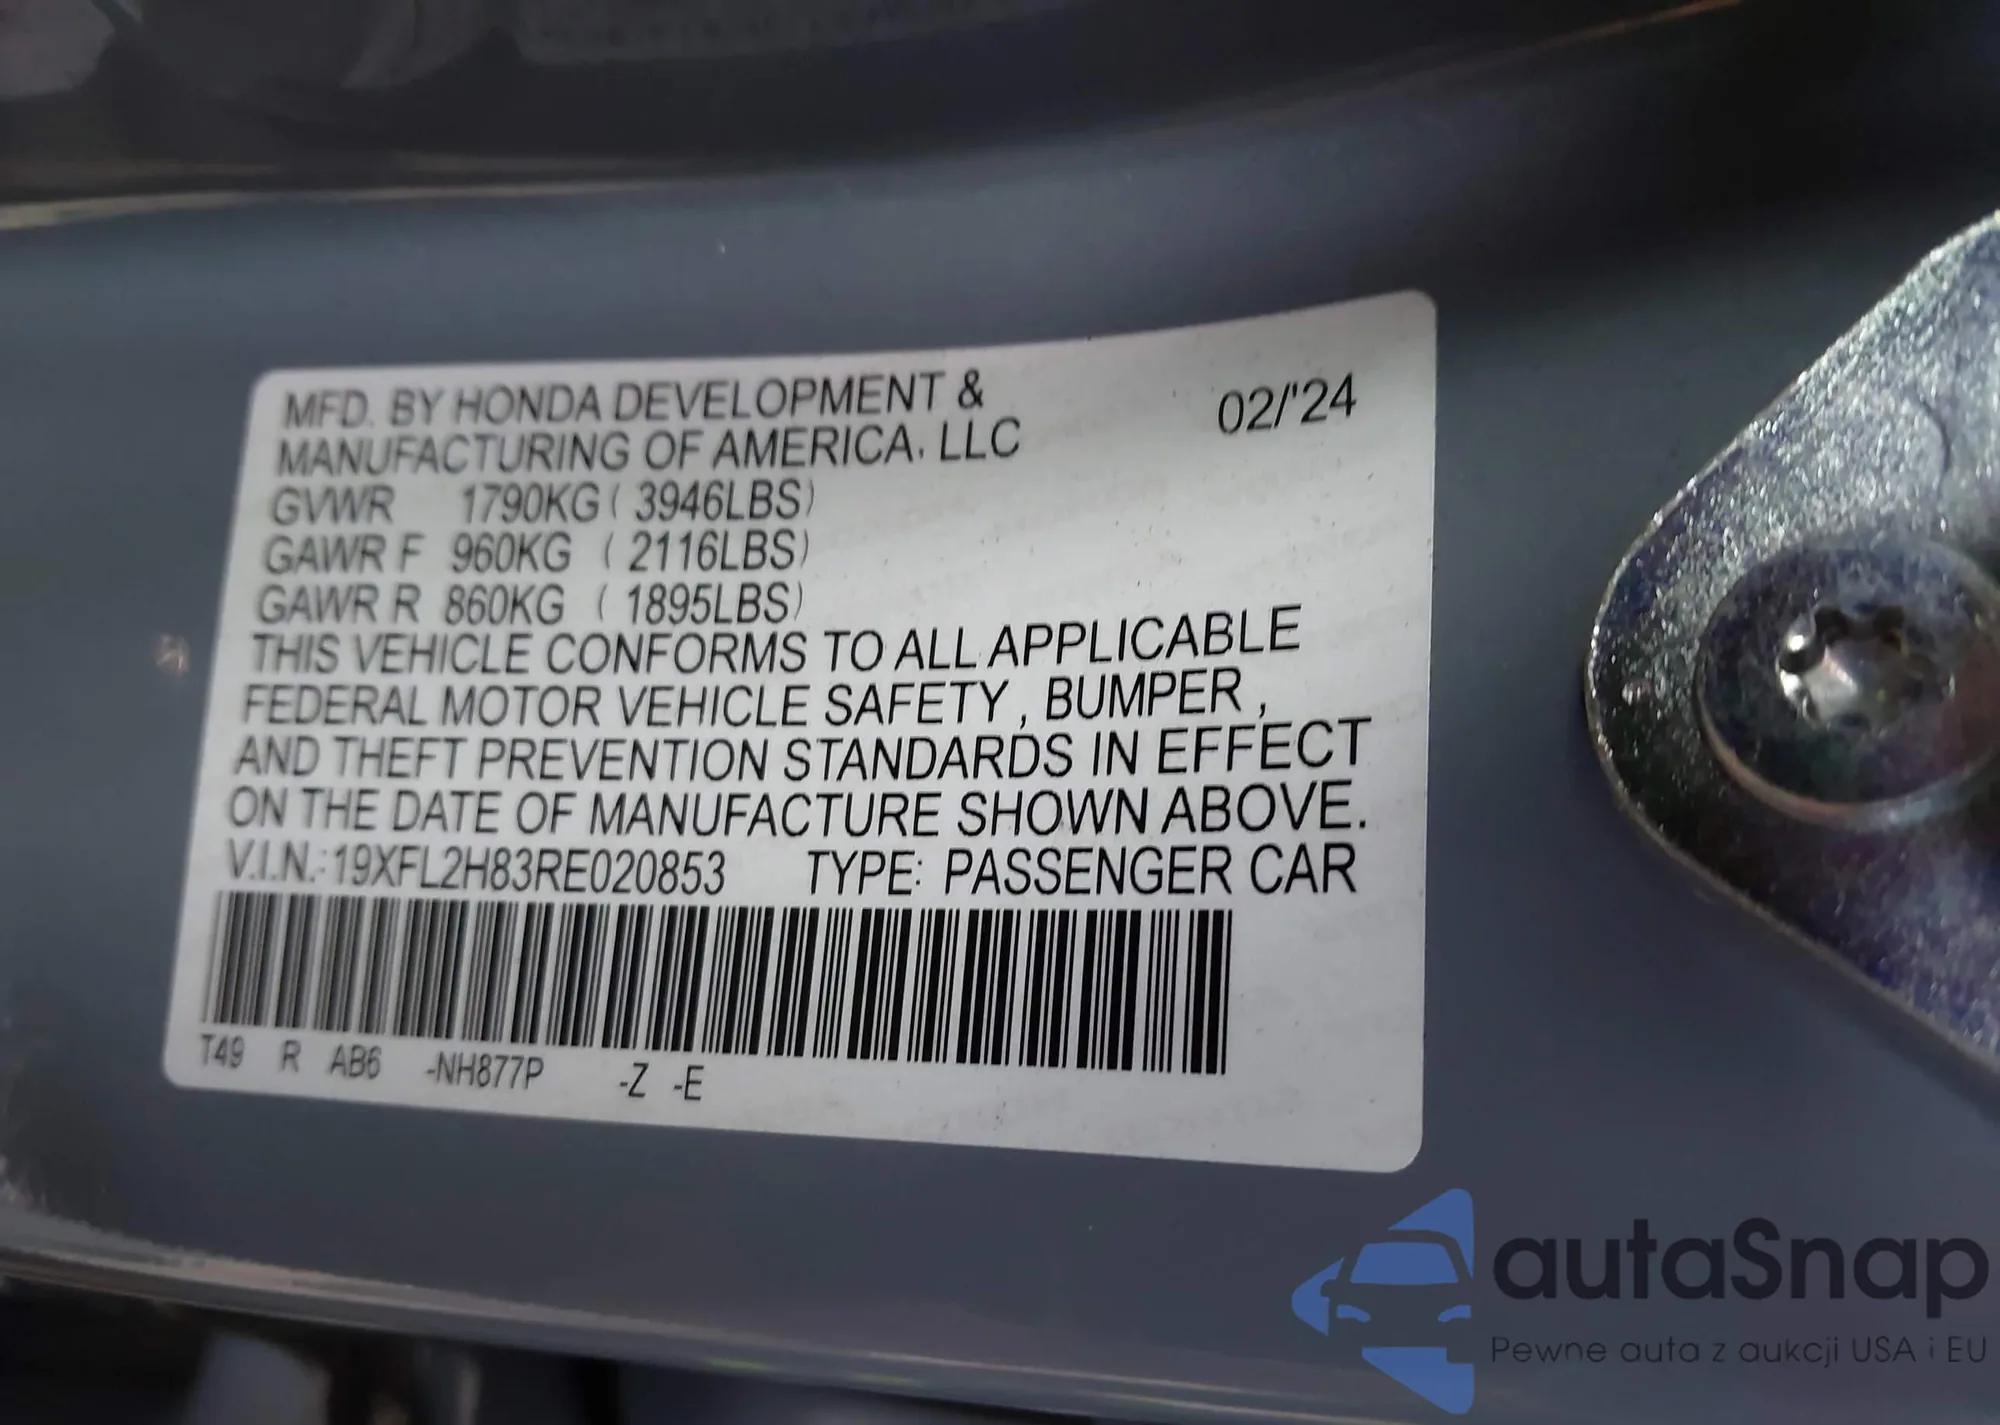 MFD. BY HONDA DEVELOPMENT & 02/'24
MANUFACTURING OF AMERICA, LLC
GVWR 1790KG ( 3946LBS)
GAWR F 960KG ( 2116LBS)
GAWR R 860KG ( 1895LBS)
THIS VEHICLE CONFORMS TO ALL APPLICABLE
FEDERAL MOTOR VEHICLE SAFETY , BUMPER ,
AND THEFT PREVENTION STANDARDS IN EFFECT
ON THE DATE OF MANUFACTURE SHOWN ABOVE.
V.I.N.: 19XFL2H83RE020853 TYPE: PASSENGER CAR
T49 R AB6 -NH877P -Z -E
autaSnap
Pewne auta z aukcji USA i EU